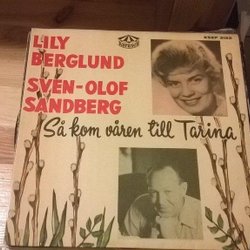 LILY
BERGLUND
SVEN-OLOF
SANDBERG
Så kom våren till Tarina